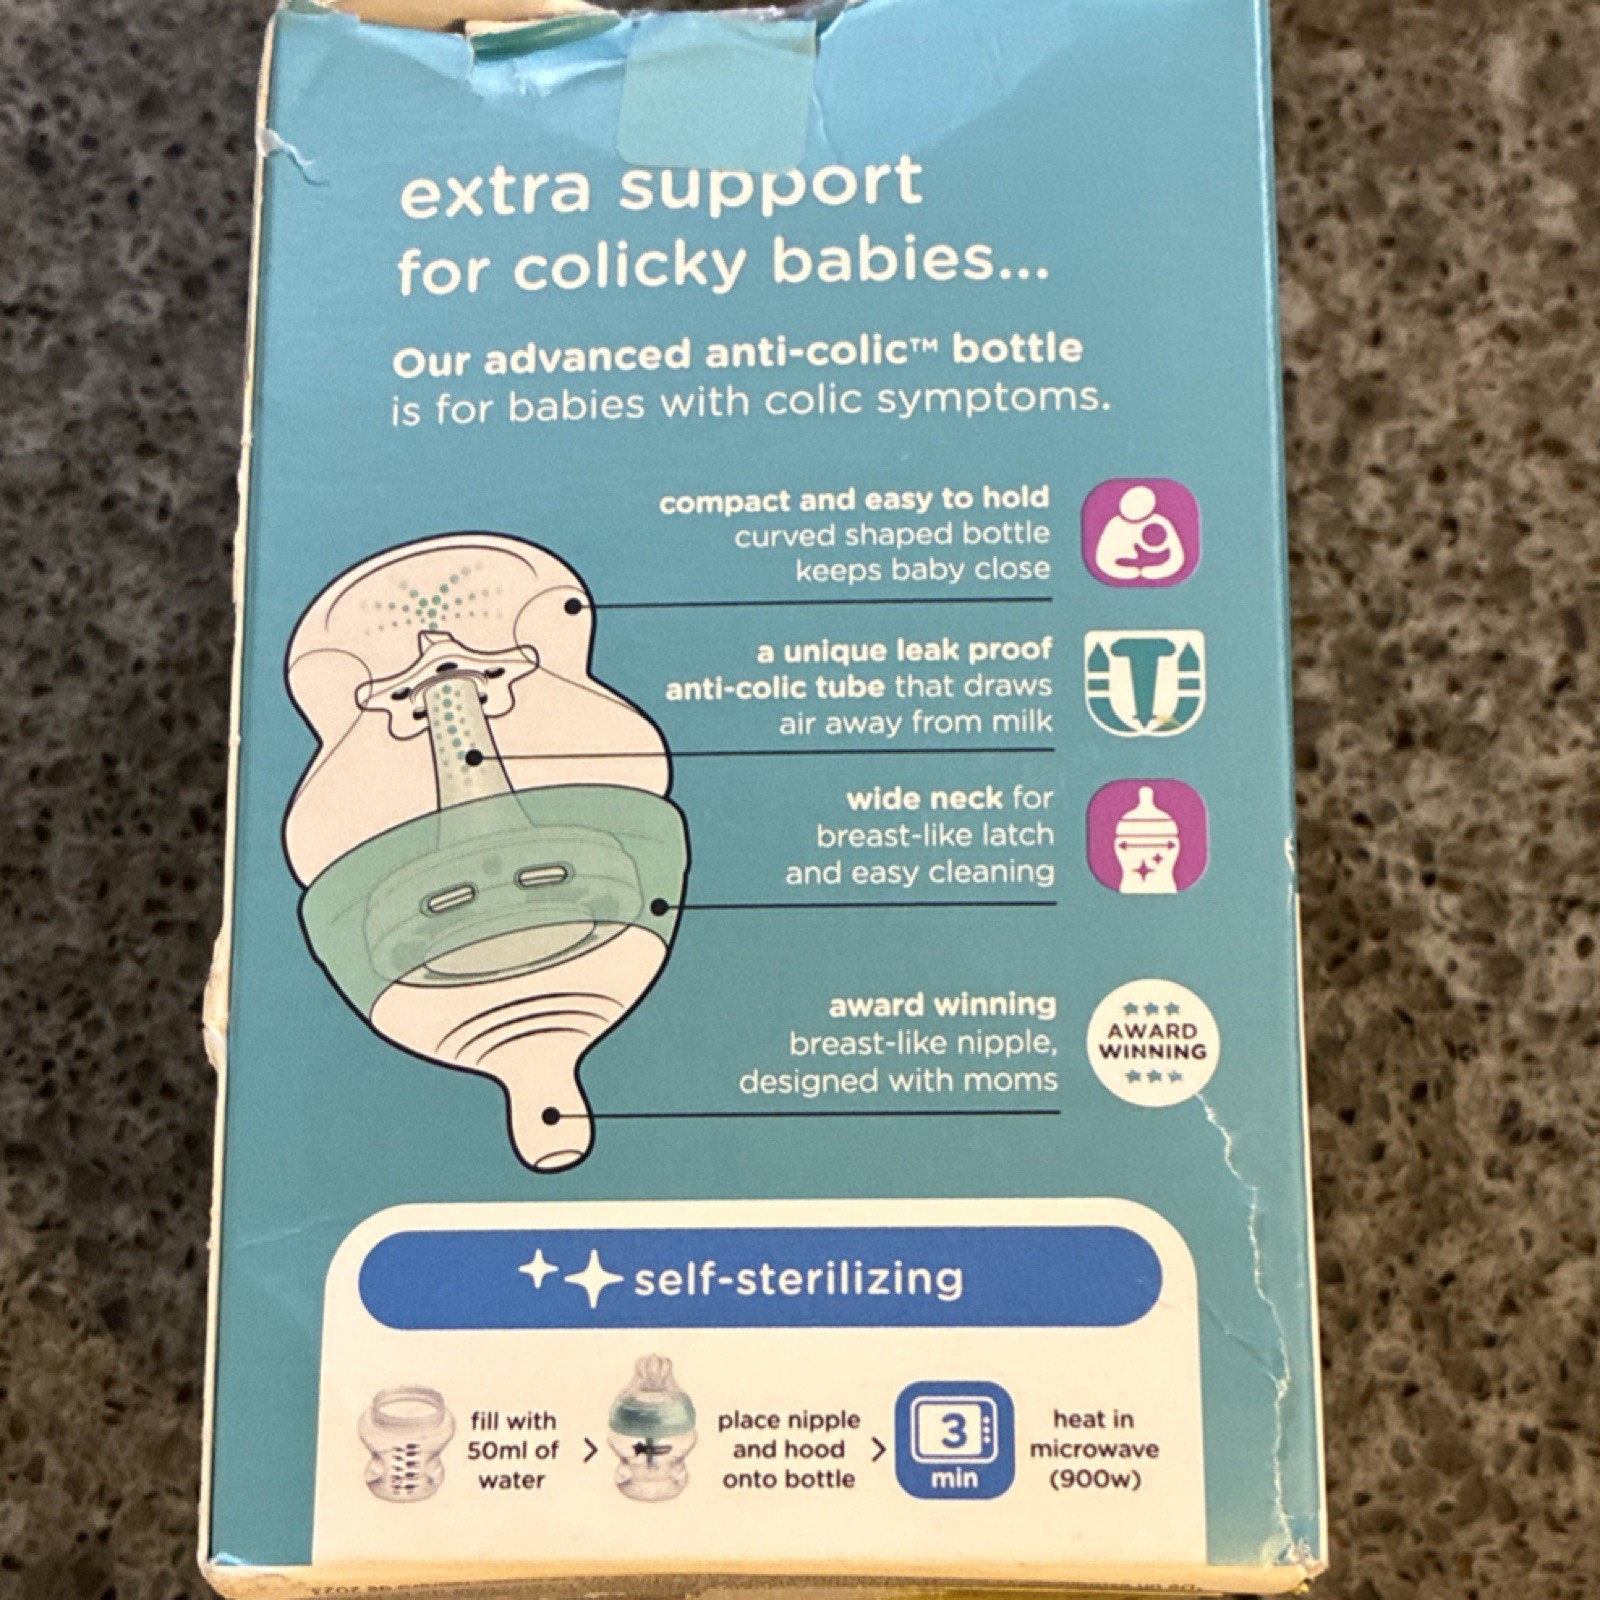 extra support
for colicky babies...
Our advanced anti-colic™ bottle
is for babies with colic symptoms.
compact and easy to hold
curved shaped bottle
keeps baby close
a unique leak proof
anti-colic tube that draws
air away from milk
wide neck for
breast-like latch
and easy cleaning
award winning
breast-like nipple,
designed with moms
AWARD
WINNING
self-sterilizing
fill with
50ml of
water
>
place nipple
and hood
onto bottle
>
3
min
heat in
microwave
(900w)